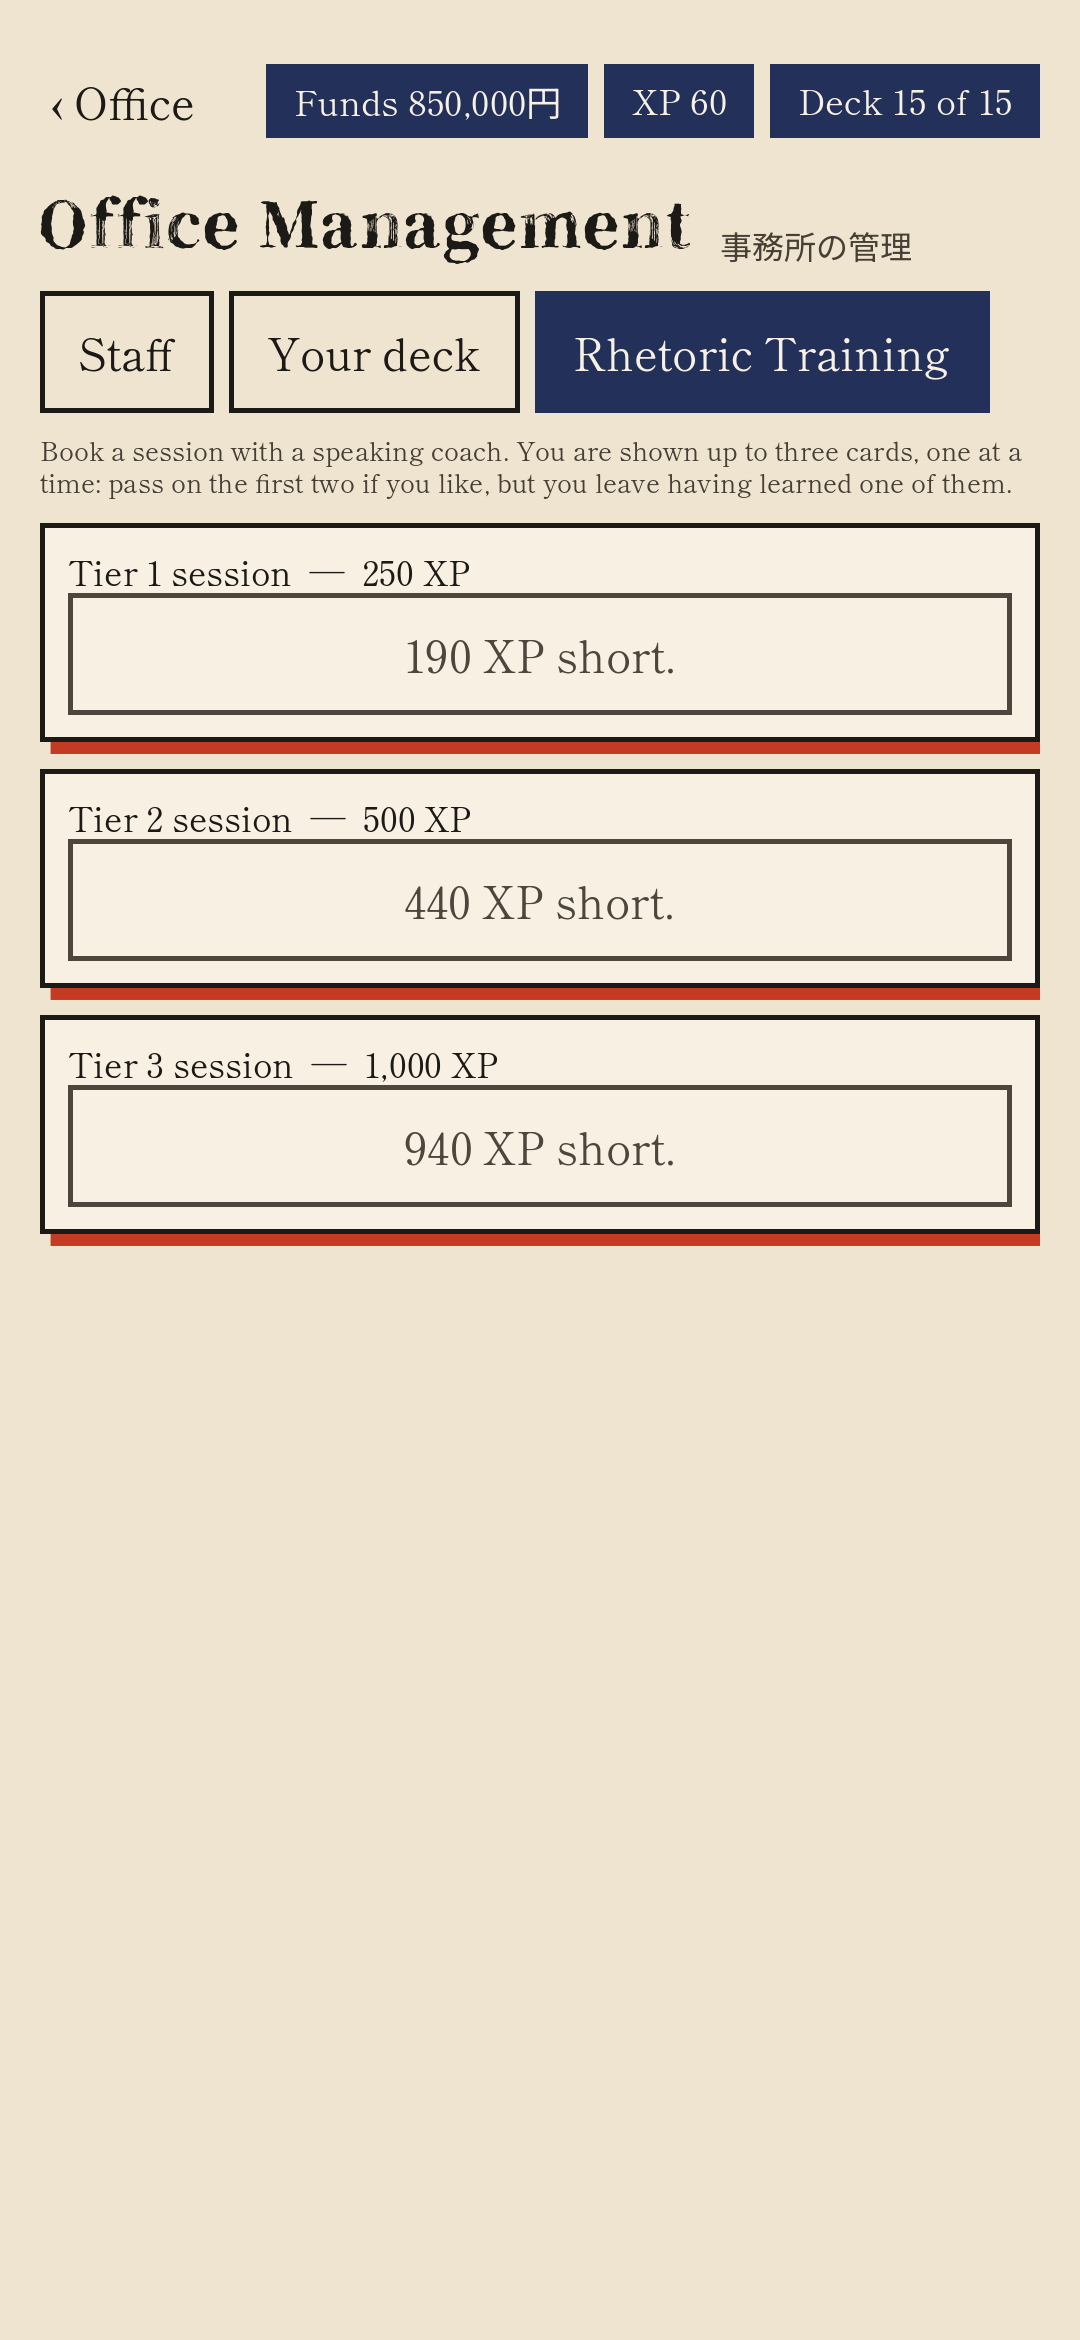 ‹ Office
Funds 850,000円
XP 60
Deck 15 of 15
Office Management 事務所の管理
Staff
Your deck
Rhetoric Training
Book a session with a speaking coach. You are shown up to three cards, one at a
time: pass on the first two if you like, but you leave having learned one of them.
Tier 1 session — 250 XP
190 XP short.
Tier 2 session — 500 XP
440 XP short.
Tier 3 session — 1,000 XP
940 XP short.